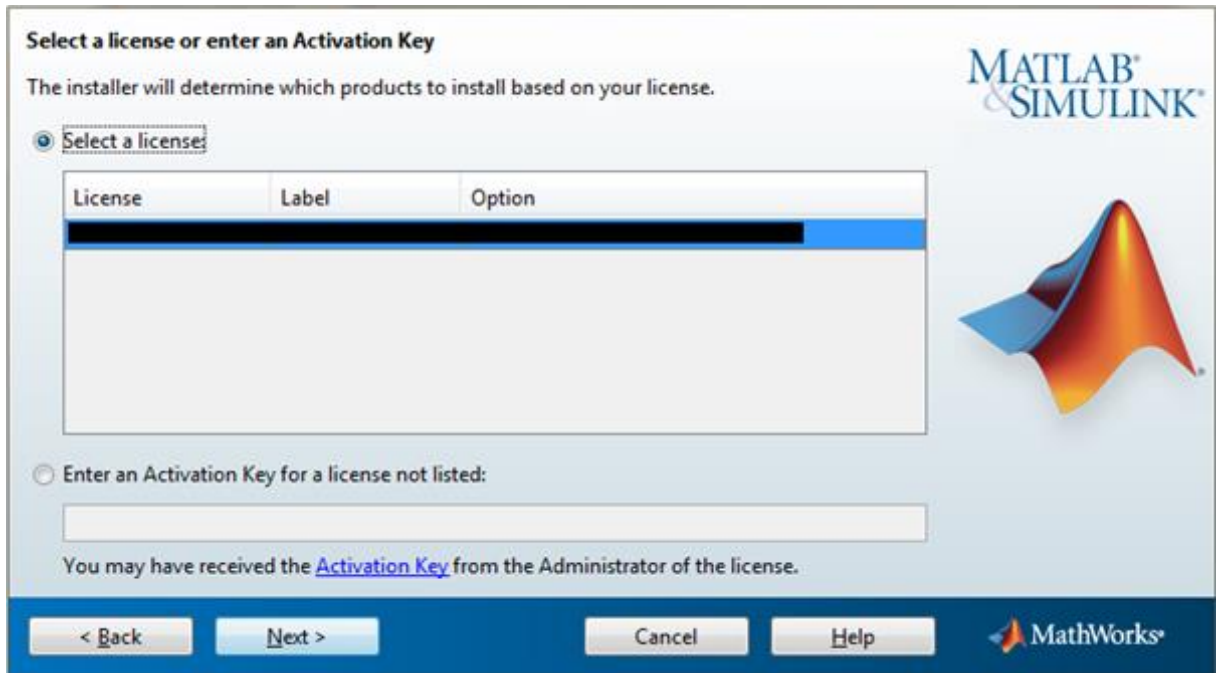 Select a license or enter an Activation Key
The installer will determine which products to install based on your license.
MATLAB®
&SIMULINK®
Select a license:
License Label Option
Enter an Activation Key for a license not listed:
You may have received the Activation Key from the Administrator of the license.
< Back Next > Cancel Help MathWorks®